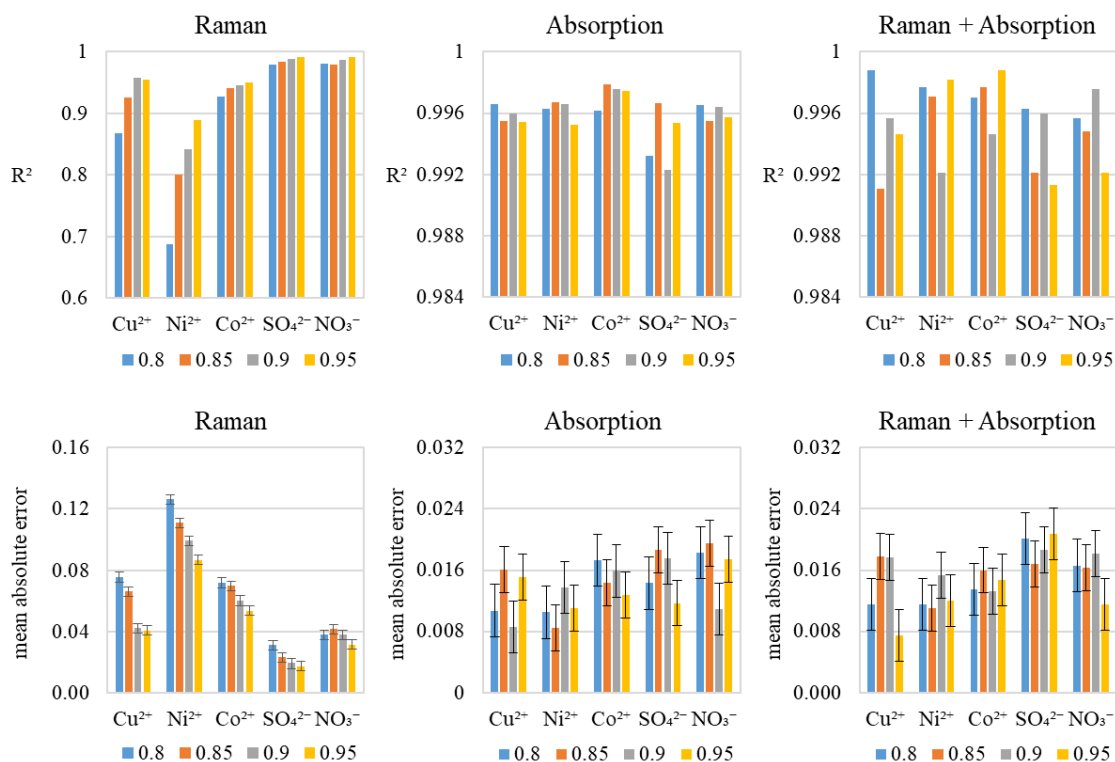 Raman
1
0.9
0.8
0.7
0.6
R²
Cu²⁺ Ni²⁺ Co²⁺ SO₄²⁻ NO₃⁻
0.8 0.85 0.9 0.95
Absorption
1
0.996
0.992
0.988
0.984
R²
Cu²⁺ Ni²⁺ Co²⁺ SO₄²⁻ NO₃⁻
0.8 0.85 0.9 0.95
Raman + Absorption
1
0.996
0.992
0.988
0.984
R²
Cu²⁺ Ni²⁺ Co²⁺ SO₄²⁻ NO₃⁻
0.8 0.85 0.9 0.95
Raman
0.16
0.12
0.08
0.04
0.00
mean absolute error
Cu²⁺ Ni²⁺ Co²⁺ SO₄²⁻ NO₃⁻
0.8 0.85 0.9 0.95
Absorption
0.032
0.024
0.016
0.008
0
mean absolute error
Cu²⁺ Ni²⁺ Co²⁺ SO₄²⁻ NO₃⁻
0.8 0.85 0.9 0.95
Raman + Absorption
0.032
0.024
0.016
0.008
0.000
mean absolute error
Cu²⁺ Ni²⁺ Co²⁺ SO₄²⁻ NO₃⁻
0.8 0.85 0.9 0.95